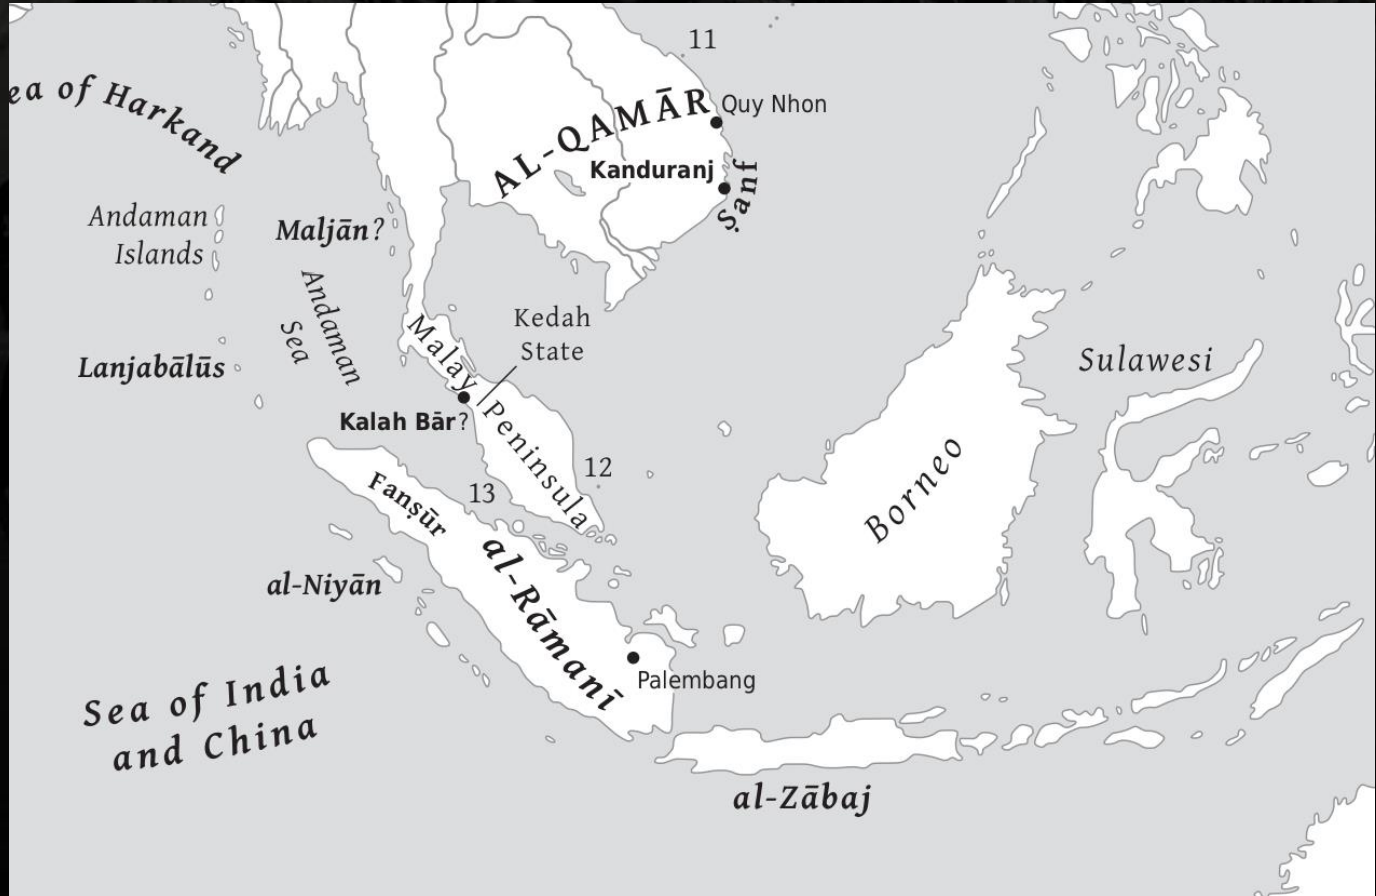 11
ea of Harkand
AL-QAMĀR
Quy Nhon
Kanduranj
Ṣanf
Andaman
Islands
Maljān?
Andaman
Sea
Kedah
State
Malay
Peninsula
Lanjabālūs
Kalah Bār?
Sulawesi
Borneo
12
13
Fanṣūr
al-Rāmanī
al-Niyān
Palembang
Sea of India
and China
al-Zābaj